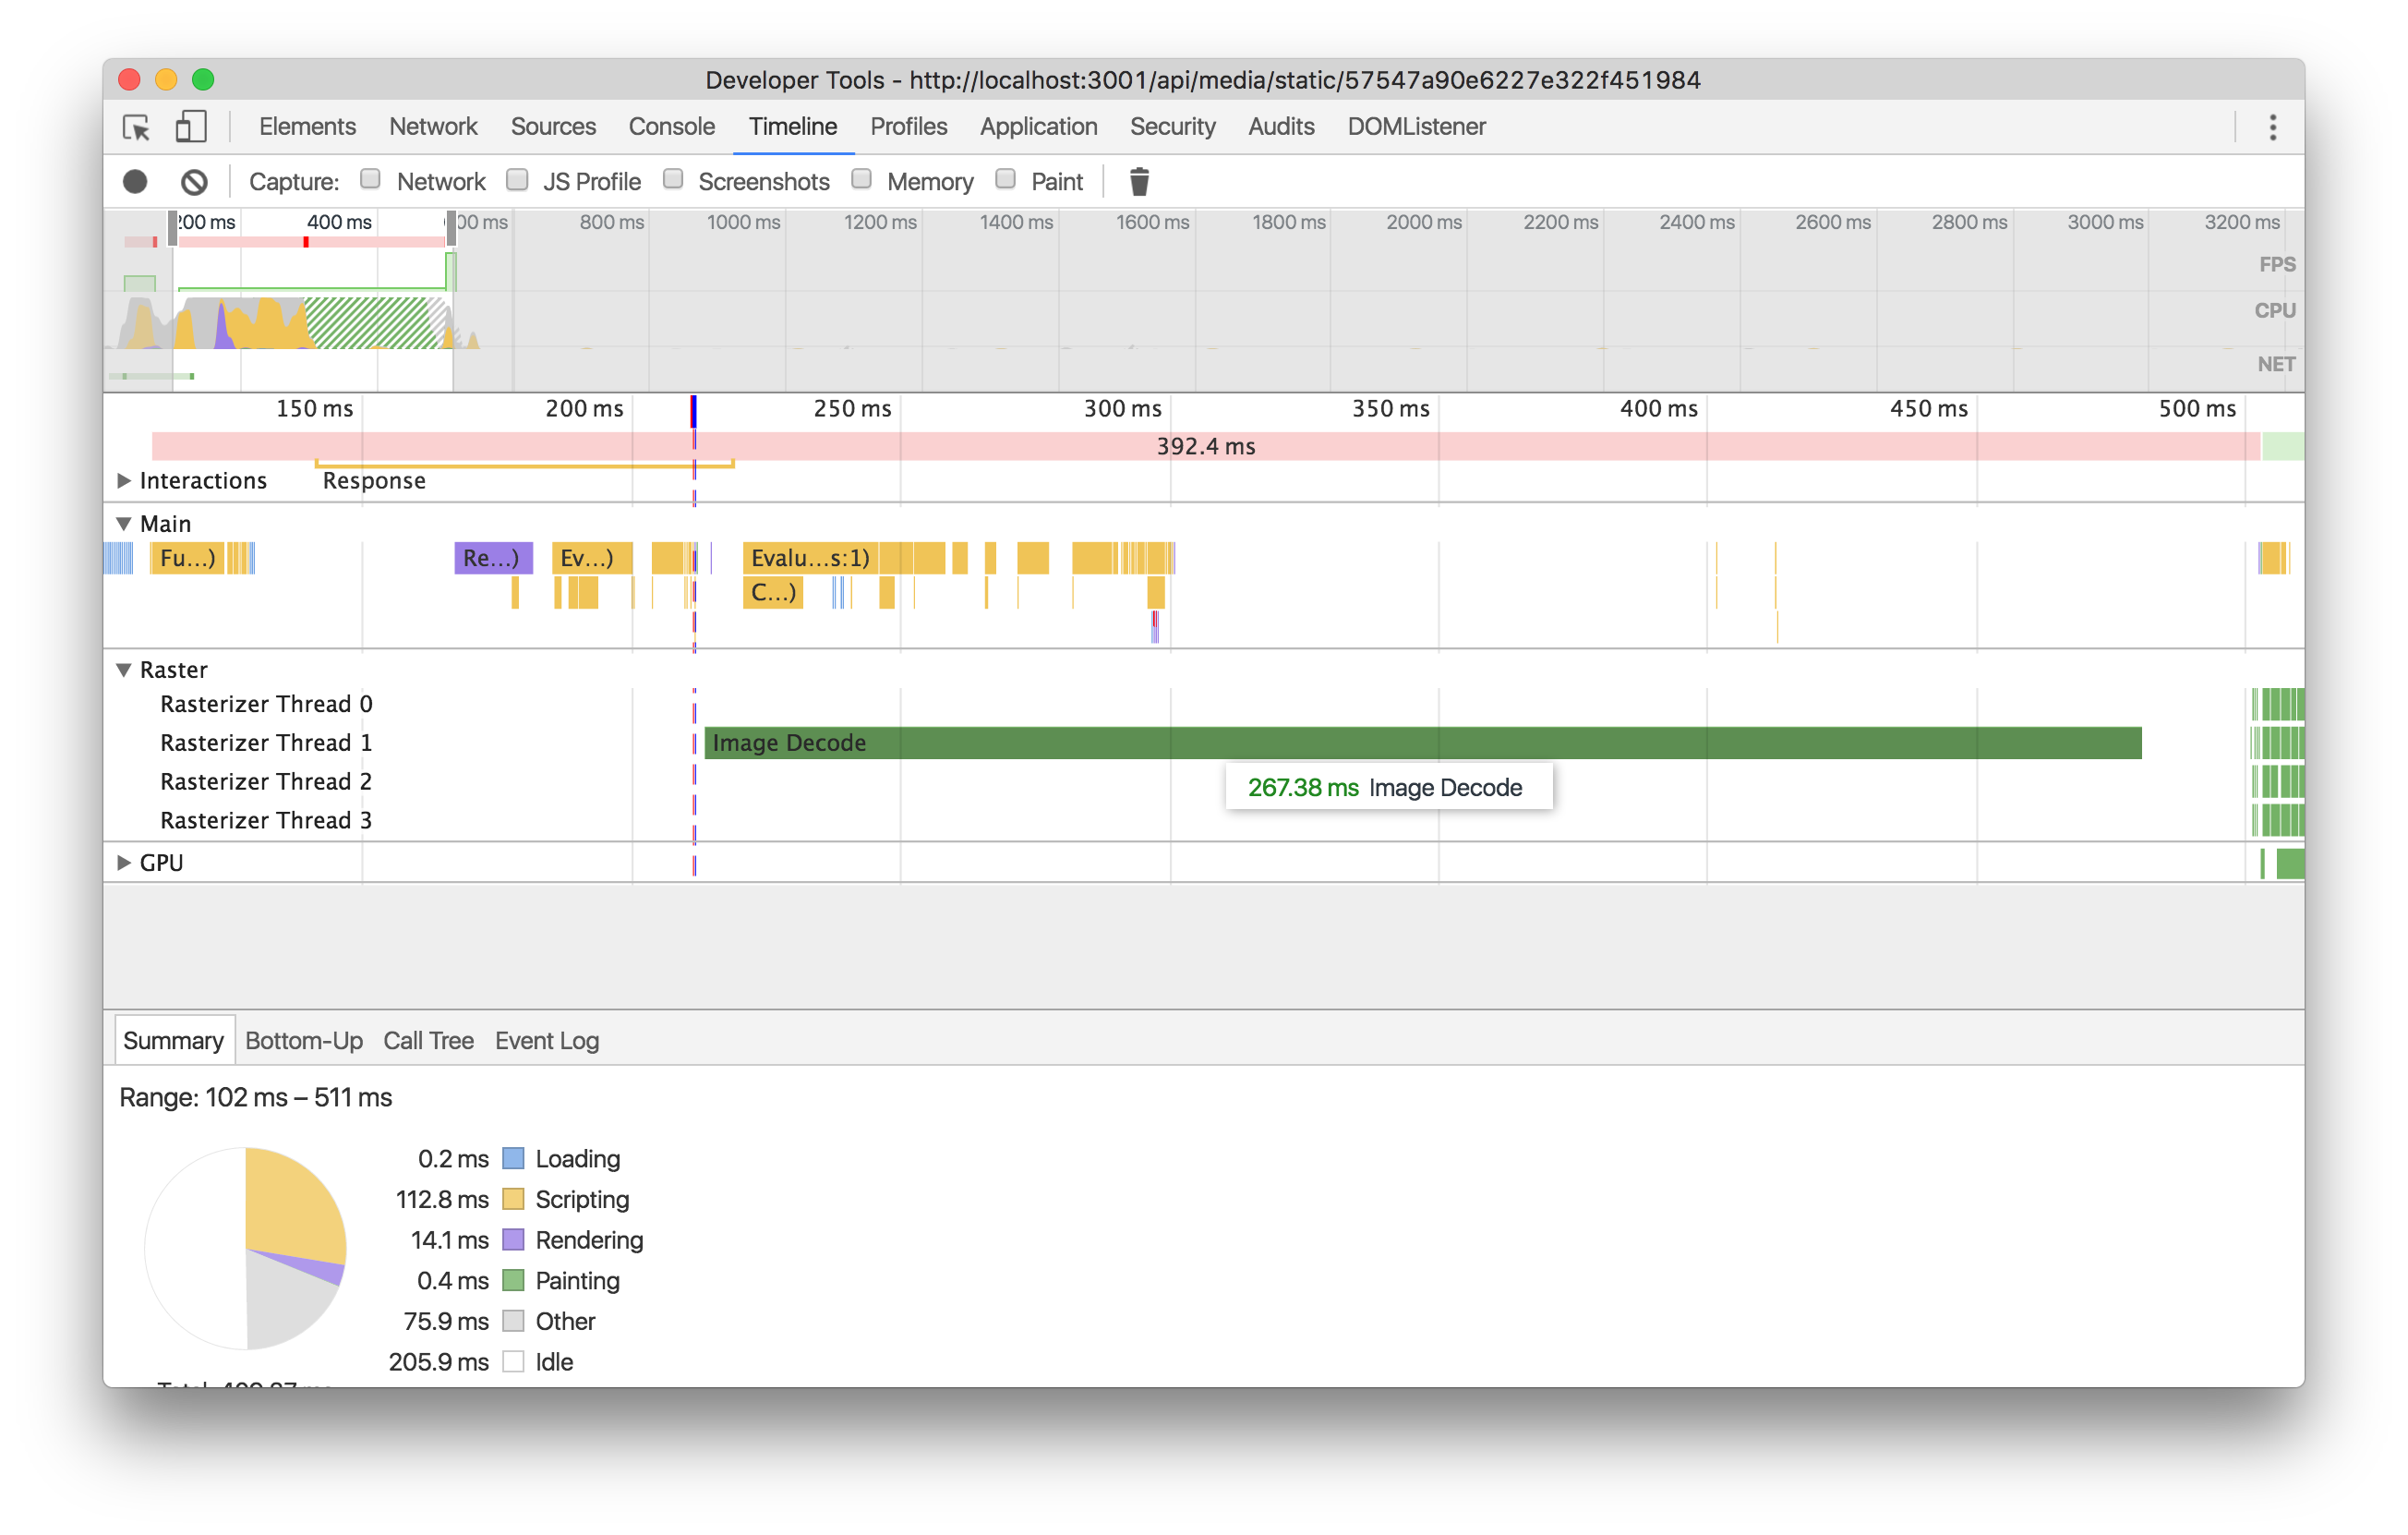 Developer Tools - http://localhost:3001/api/media/static/57547a90e6227e322f451984
Elements Network Sources Console Timeline Profiles Application Security Audits DOMListener
Capture: Network JS Profile Screenshots Memory Paint
200 ms 400 ms 800 ms 1000 ms 1200 ms 1400 ms 1600 ms 1800 ms 2000 ms 2200 ms 2400 ms 2600 ms 2800 ms 3000 ms 3200 ms
FPS
CPU
NET
150 ms 200 ms 250 ms 300 ms 350 ms 400 ms 450 ms 500 ms
392.4 ms
Interactions Response
Main
Fu...) Re...) Ev...) Evalu...s:1)
C...)
Raster
Rasterizer Thread 0
Rasterizer Thread 1 Image Decode
Rasterizer Thread 2 267.38 ms Image Decode
Rasterizer Thread 3
GPU
Summary Bottom-Up Call Tree Event Log
Range: 102 ms – 511 ms
0.2 ms Loading
112.8 ms Scripting
14.1 ms Rendering
0.4 ms Painting
75.9 ms Other
205.9 ms Idle